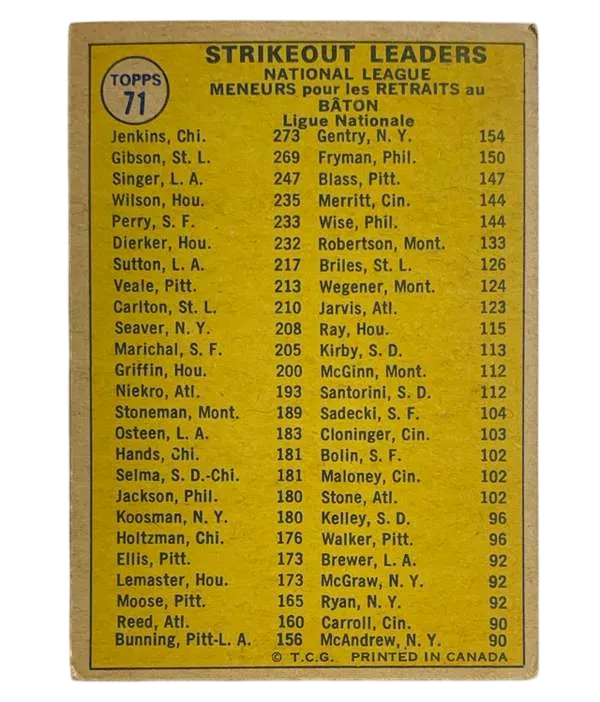 TOPPS
71
STRIKEOUT LEADERS
NATIONAL LEAGUE
MENEURS pour les RETRAITS au
BÂTON
Ligue Nationale
Jenkins, Chi. 273 Gentry, N. Y. 154
Gibson, St. L. 269 Fryman, Phil. 150
Singer, L. A. 247 Blass, Pitt. 147
Wilson, Hou. 235 Merritt, Cin. 144
Perry, S. F. 233 Wise, Phil. 144
Dierker, Hou. 232 Robertson, Mont. 133
Sutton, L. A. 217 Briles, St. L. 126
Veale, Pitt. 213 Wegener, Mont. 124
Carlton, St. L. 210 Jarvis, Atl. 123
Seaver, N. Y. 208 Ray, Hou. 115
Marichal, S. F. 205 Kirby, S. D. 113
Griffin, Hou. 200 McGinn, Mont. 112
Niekro, Atl. 193 Santorini, S. D. 112
Stoneman, Mont. 189 Sadecki, S. F. 104
Osteen, L. A. 183 Cloninger, Cin. 103
Hands, Chi. 181 Bolin, S. F. 102
Selma, S. D.-Chi. 181 Maloney, Cin. 102
Jackson, Phil. 180 Stone, Atl. 102
Koosman, N. Y. 180 Kelley, S. D. 96
Holtzman, Chi. 176 Walker, Pitt. 96
Ellis, Pitt. 173 Brewer, L. A. 92
Lemaster, Hou. 173 McGraw, N. Y. 92
Moose, Pitt. 165 Ryan, N. Y. 92
Reed, Atl. 160 Carroll, Cin. 90
Bunning, Pitt-L. A. 156 McAndrew, N. Y. 90
© T.C.G. PRINTED IN CANADA